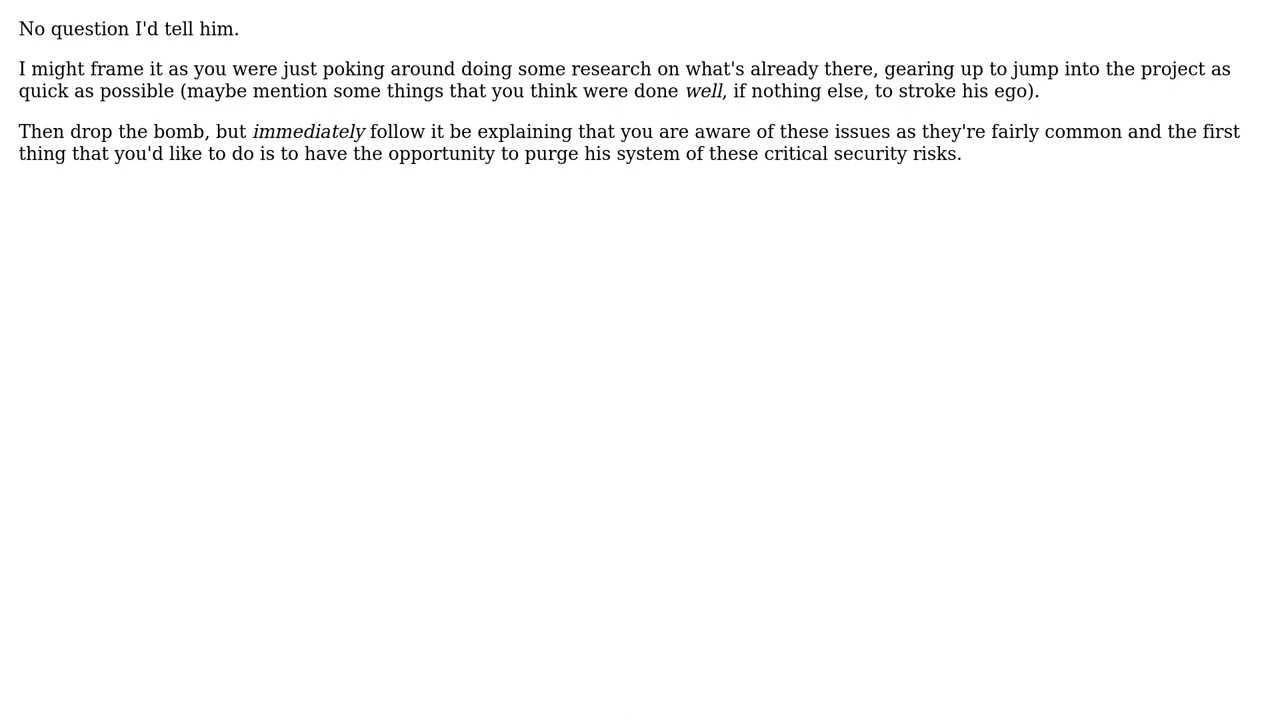 No question I'd tell him.
I might frame it as you were just poking around doing some research on what's already there, gearing up to jump into the project as
quick as possible (maybe mention some things that you think were done well, if nothing else, to stroke his ego).
Then drop the bomb, but immediately follow it be explaining that you are aware of these issues as they're fairly common and the first
thing that you'd like to do is to have the opportunity to purge his system of these critical security risks.